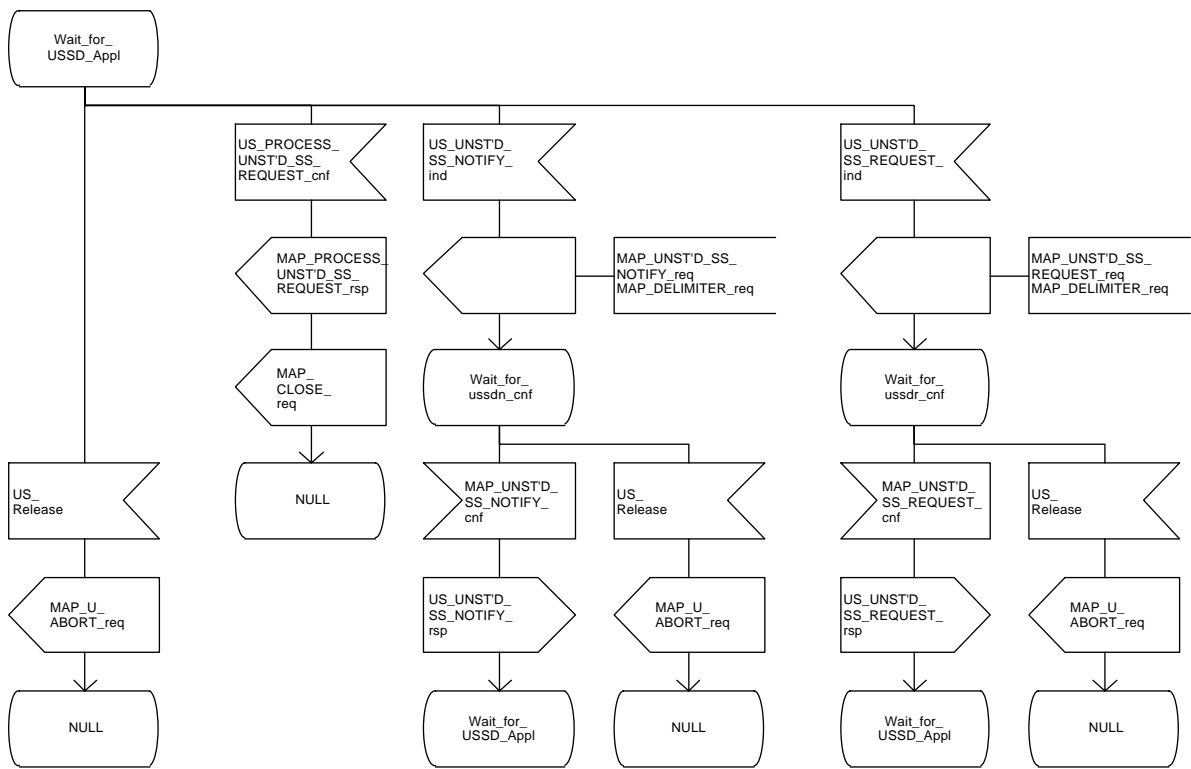 Wait_for_
USSD_Appl
US_PROCESS_
UNST'D_SS_
REQUEST_cnf
US_UNST'D_
SS_NOTIFY_
ind
US_UNST'D_
SS_REQUEST_
ind
MAP_PROCESS_
UNST'D_SS_
REQUEST_rsp
MAP_UNST'D_SS_
NOTIFY_req
MAP_DELIMITER_req
MAP_UNST'D_SS_
REQUEST_req
MAP_DELIMITER_req
MAP_
CLOSE_
req
Wait_for_
ussdn_cnf
Wait_for_
ussdr_cnf
US_
Release
NULL
MAP_UNST'D_
SS_NOTIFY_
cnf
US_
Release
MAP_UNST'D_
SS_REQUEST_
cnf
US_
Release
MAP_U_
ABORT_req
US_UNST'D_
SS_NOTIFY_
rsp
MAP_U_
ABORT_req
US_UNST'D_
SS_REQUEST_
rsp
MAP_U_
ABORT_req
NULL
Wait_for_
USSD_Appl
NULL
Wait_for_
USSD_Appl
NULL